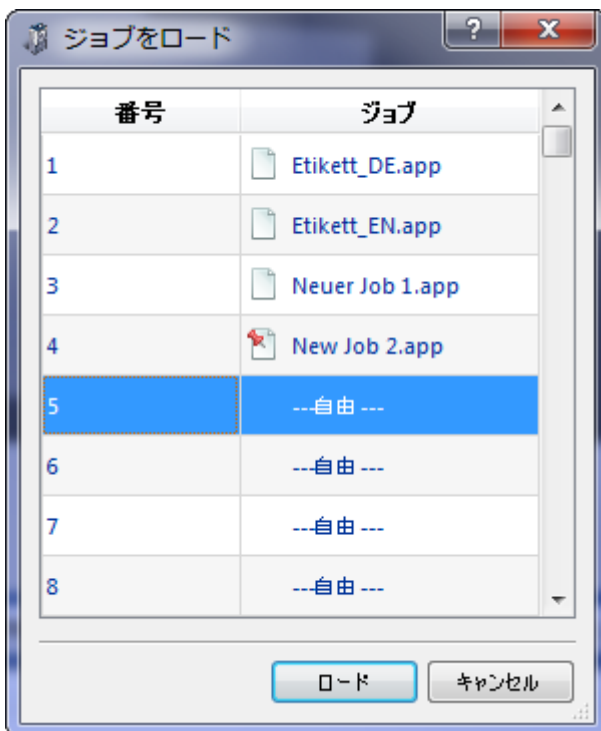 ジョブをロード
番号 ジョブ
1 Etikett_DE.app
2 Etikett_EN.app
3 Neuer Job 1.app
4 New Job 2.app
5 ---自由 ---
6 ---自由 ---
7 ---自由 ---
8 ---自由 ---
ロード キャンセル